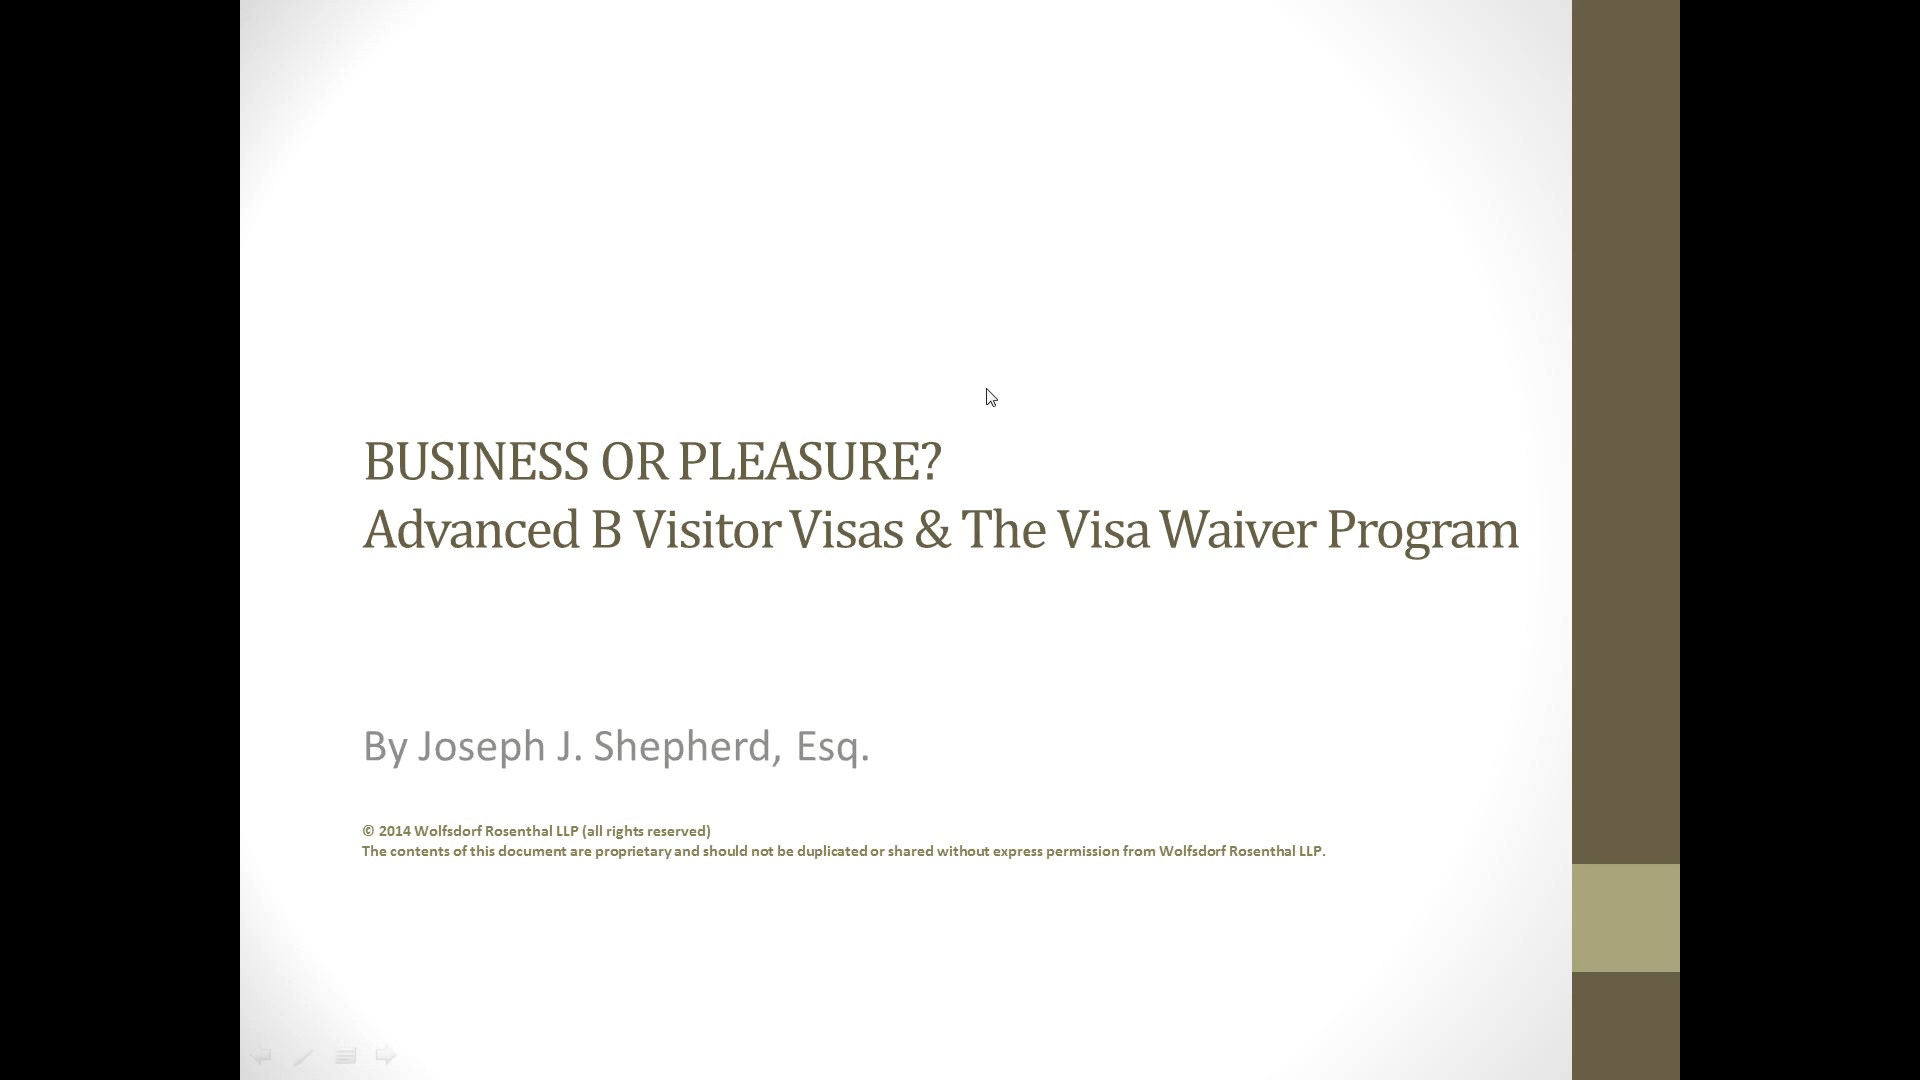 BUSINESS OR PLEASURE?
Advanced B Visitor Visas & The Visa Waiver Program
By Joseph J. Shepherd, Esq.
© 2014 Wolfsdorf Rosenthal LLP (all rights reserved)
The contents of this document are proprietary and should not be duplicated or shared without express permission from Wolfsdorf Rosenthal LLP.